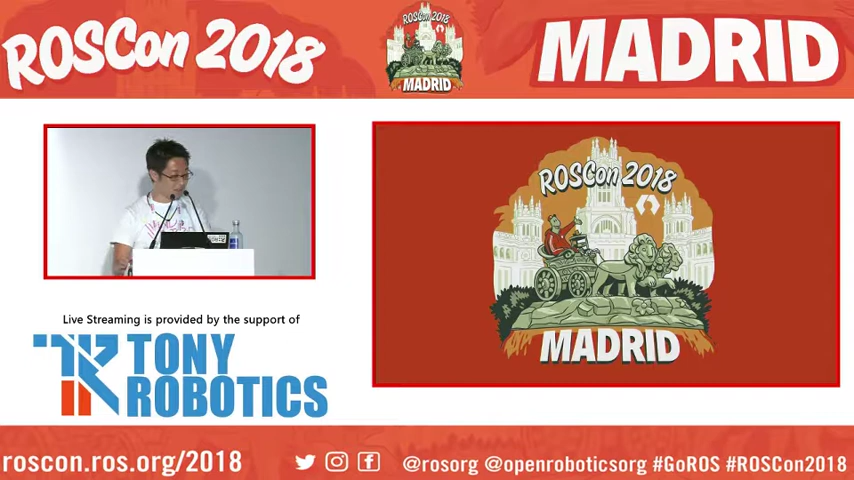 ROSCon 2018
ROSCon 2018
MADRID
MADRID
ROSCon 2018
MADRID
Live Streaming is provided by the support of
TONY
ROBOTICS
roscon.ros.org/2018
@rosorg @openroboticsorg #GoROS #ROSCon2018